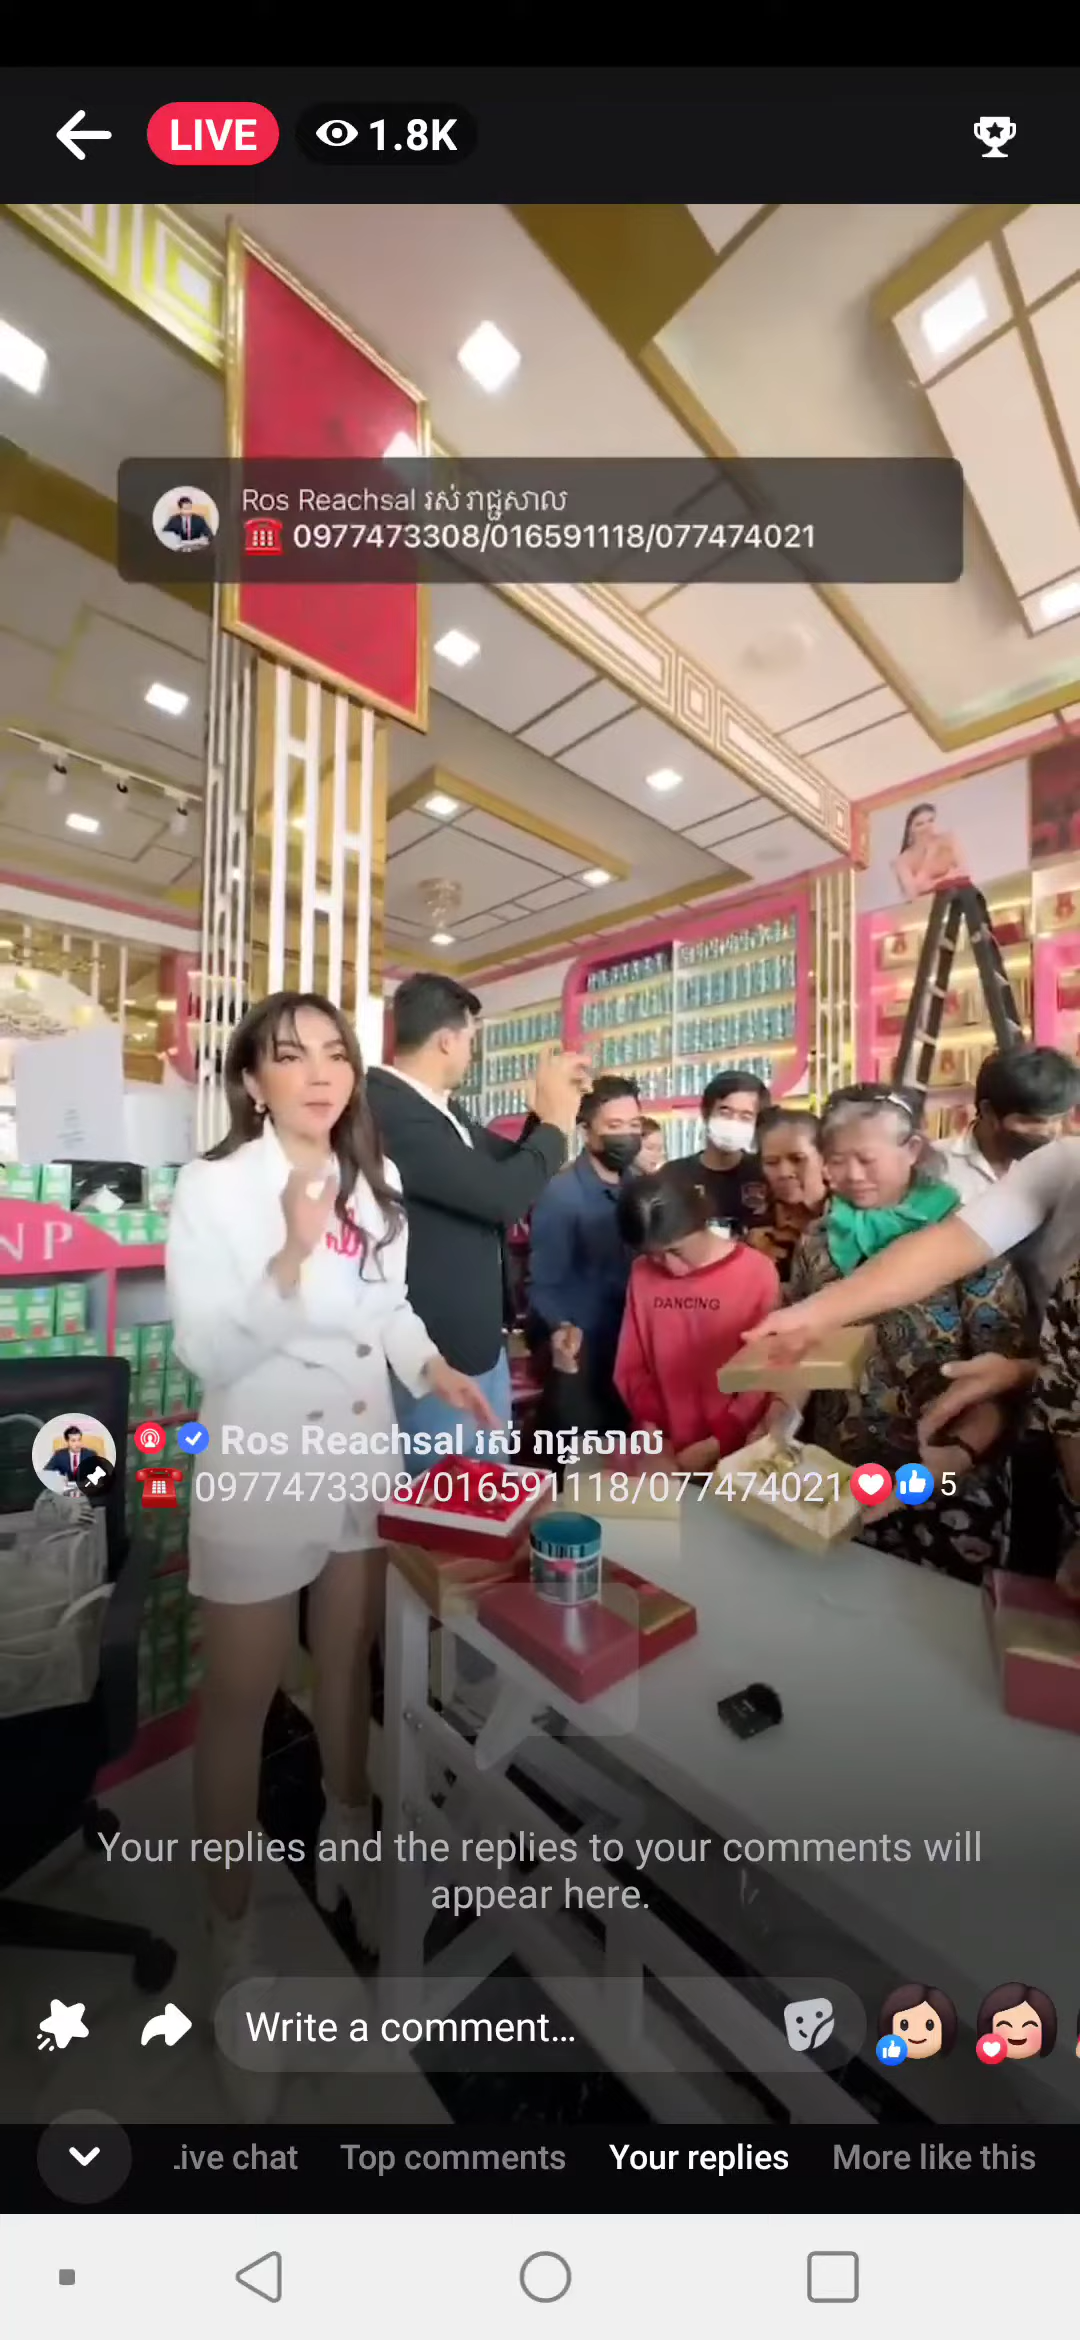 LIVE 1.8K
Ros Reachsal រស់ រាជ្ជសាល
0977473308/016591118/077474021
NP
DANCING
Ros Reachsal រស់ រាជ្ជសាល
0977473308/016591118/077474021 5
Your replies and the replies to your comments will
appear here.
Write a comment...
ive chat Top comments Your replies More like this